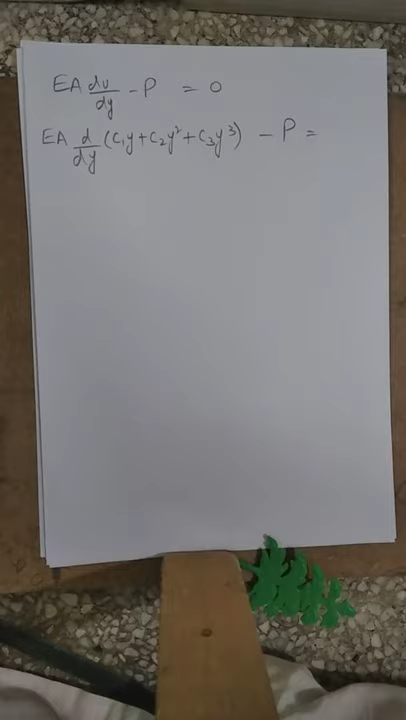 EA du/dy - P = 0
EA d/dy (c₁y + c₂y² + c₃y³) - P =